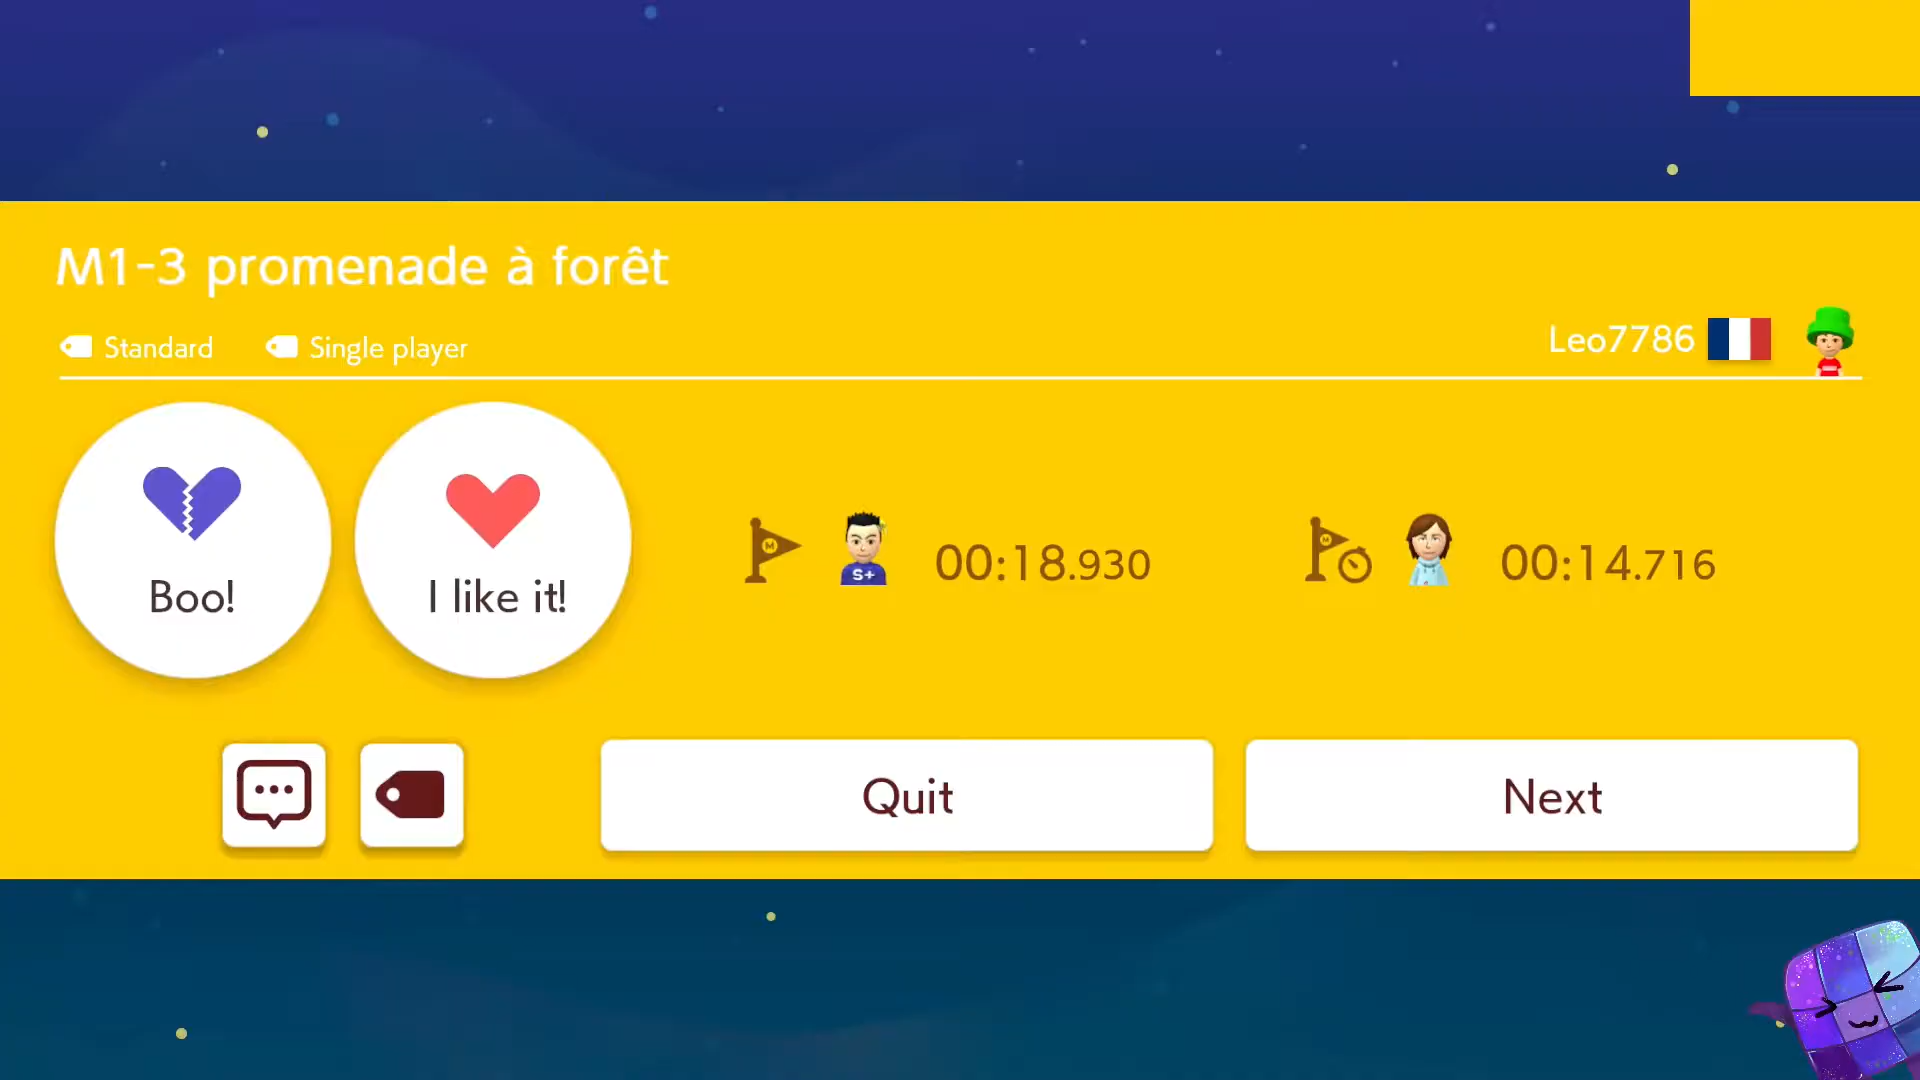 M1-3 promenade à forêt
Standard Single player
Leo7786
Boo!
I like it!
M S+ 00:18.930
M 00:14.716
Quit
Next